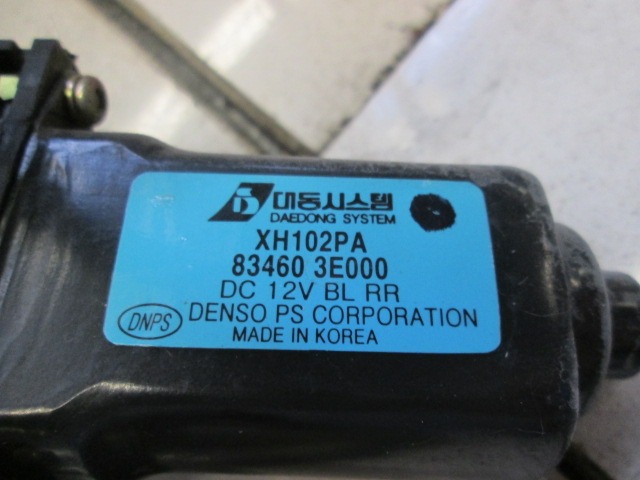 대동시스템
DAEDONG SYSTEM
XH102PA
83460 3E000
DC 12V BL RR
DNPS DENSO PS CORPORATION
MADE IN KOREA